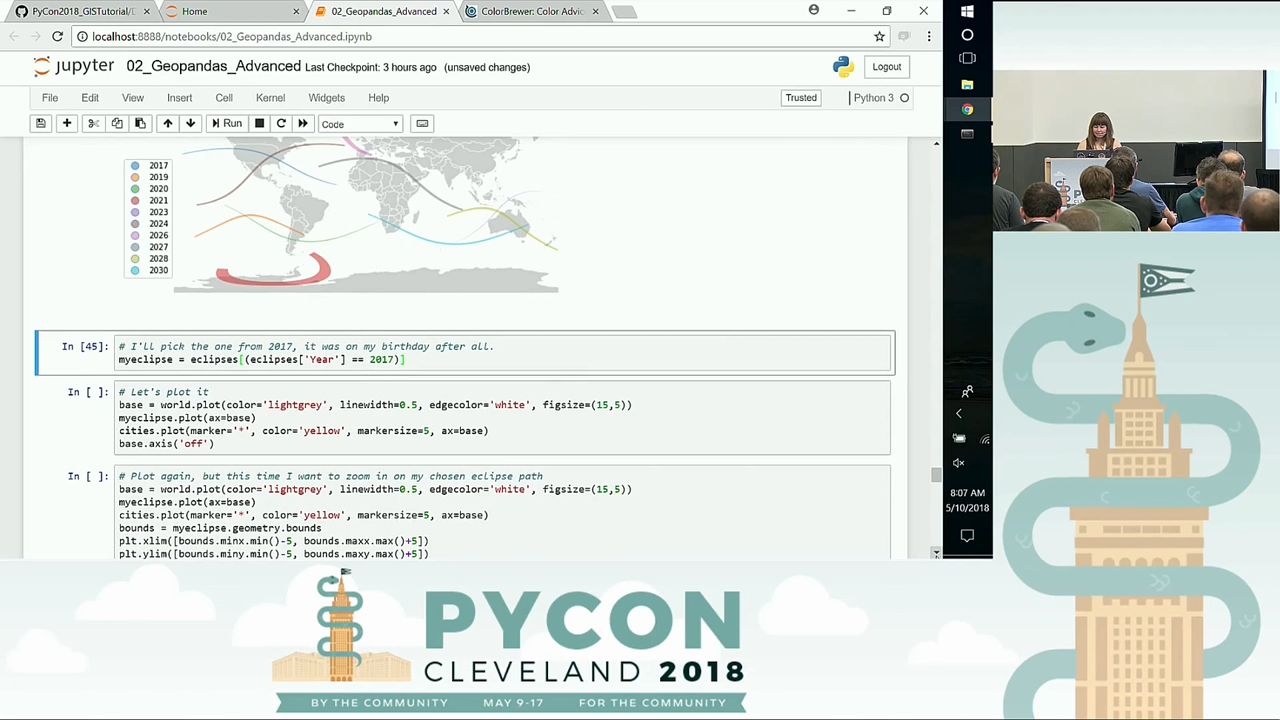 PyCon2018_GISTutorial/
Home
02_Geopandas_Advanced
ColorBrewer: Color Advic
localhost:8888/notebooks/02_Geopandas_Advanced.ipynb
jupyter 02_Geopandas_Advanced Last Checkpoint: 3 hours ago (unsaved changes)
Logout
File Edit View Insert Cell Kernel Widgets Help
Trusted
Python 3
Run
Code
2017
2019
2020
2021
2023
2024
2026
2027
2028
2030
In [45]:
# I'll pick the one from 2017, it was on my birthday after all.
myeclipse = eclipses[(eclipses['Year'] == 2017)]
In [ ]:
# Let's plot it
base = world.plot(color='lightgrey', linewidth=0.5, edgecolor='white', figsize=(15,5))
myeclipse.plot(ax=base)
cities.plot(marker='*', color='yellow', markersize=5, ax=base)
base.axis('off')
In [ ]:
# Plot again, but this time I want to zoom in on my chosen eclipse path
base = world.plot(color='lightgrey', linewidth=0.5, edgecolor='white', figsize=(15,5))
myeclipse.plot(ax=base)
cities.plot(marker='*', color='yellow', markersize=5, ax=base)
bounds = myeclipse.geometry.bounds
plt.xlim([bounds.minx.min()-5, bounds.maxx.max()+5])
plt.ylim([bounds.miny.min()-5, bounds.maxy.max()+5])
8:07 AM
5/10/2018
PYCON
CLEVELAND 2018
BY THE COMMUNITY MAY 9-17 FOR THE COMMUNITY